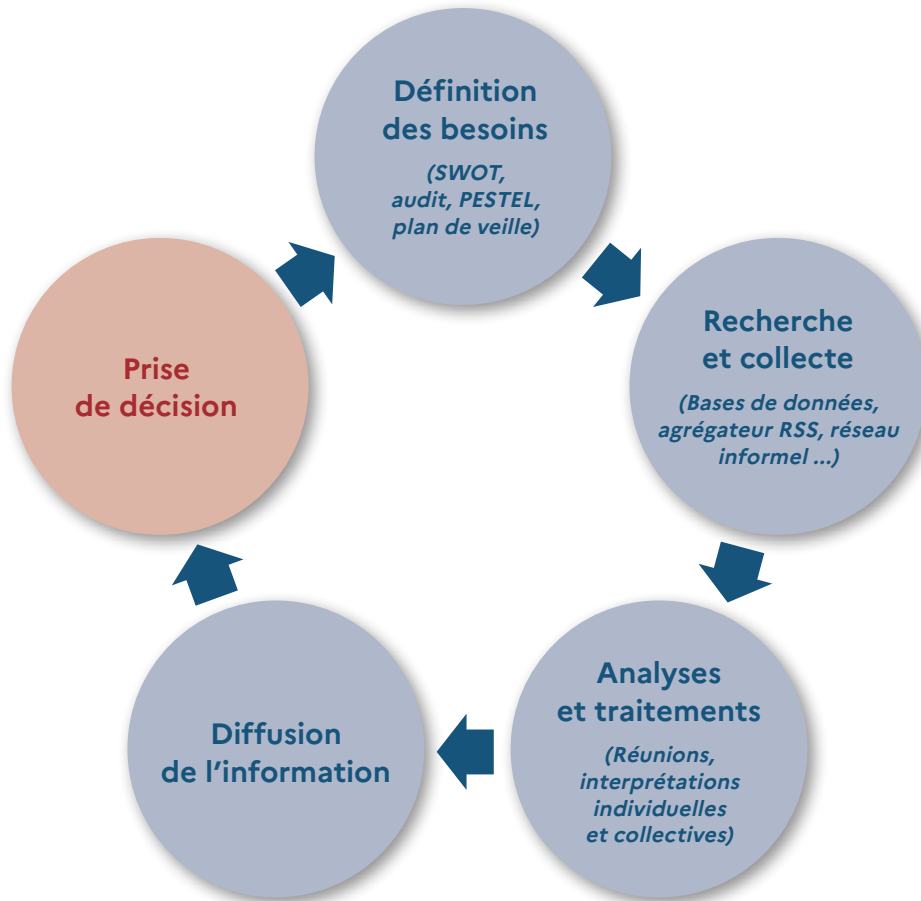 Définition
des besoins
(SWOT,
audit, PESTEL,
plan de veille)
Recherche
et collecte
(Bases de données,
agrégateur RSS, réseau
informel ...)
Analyses
et traitements
(Réunions,
interprétations
individuelles
et collectives)
Diffusion
de l'information
Prise
de décision